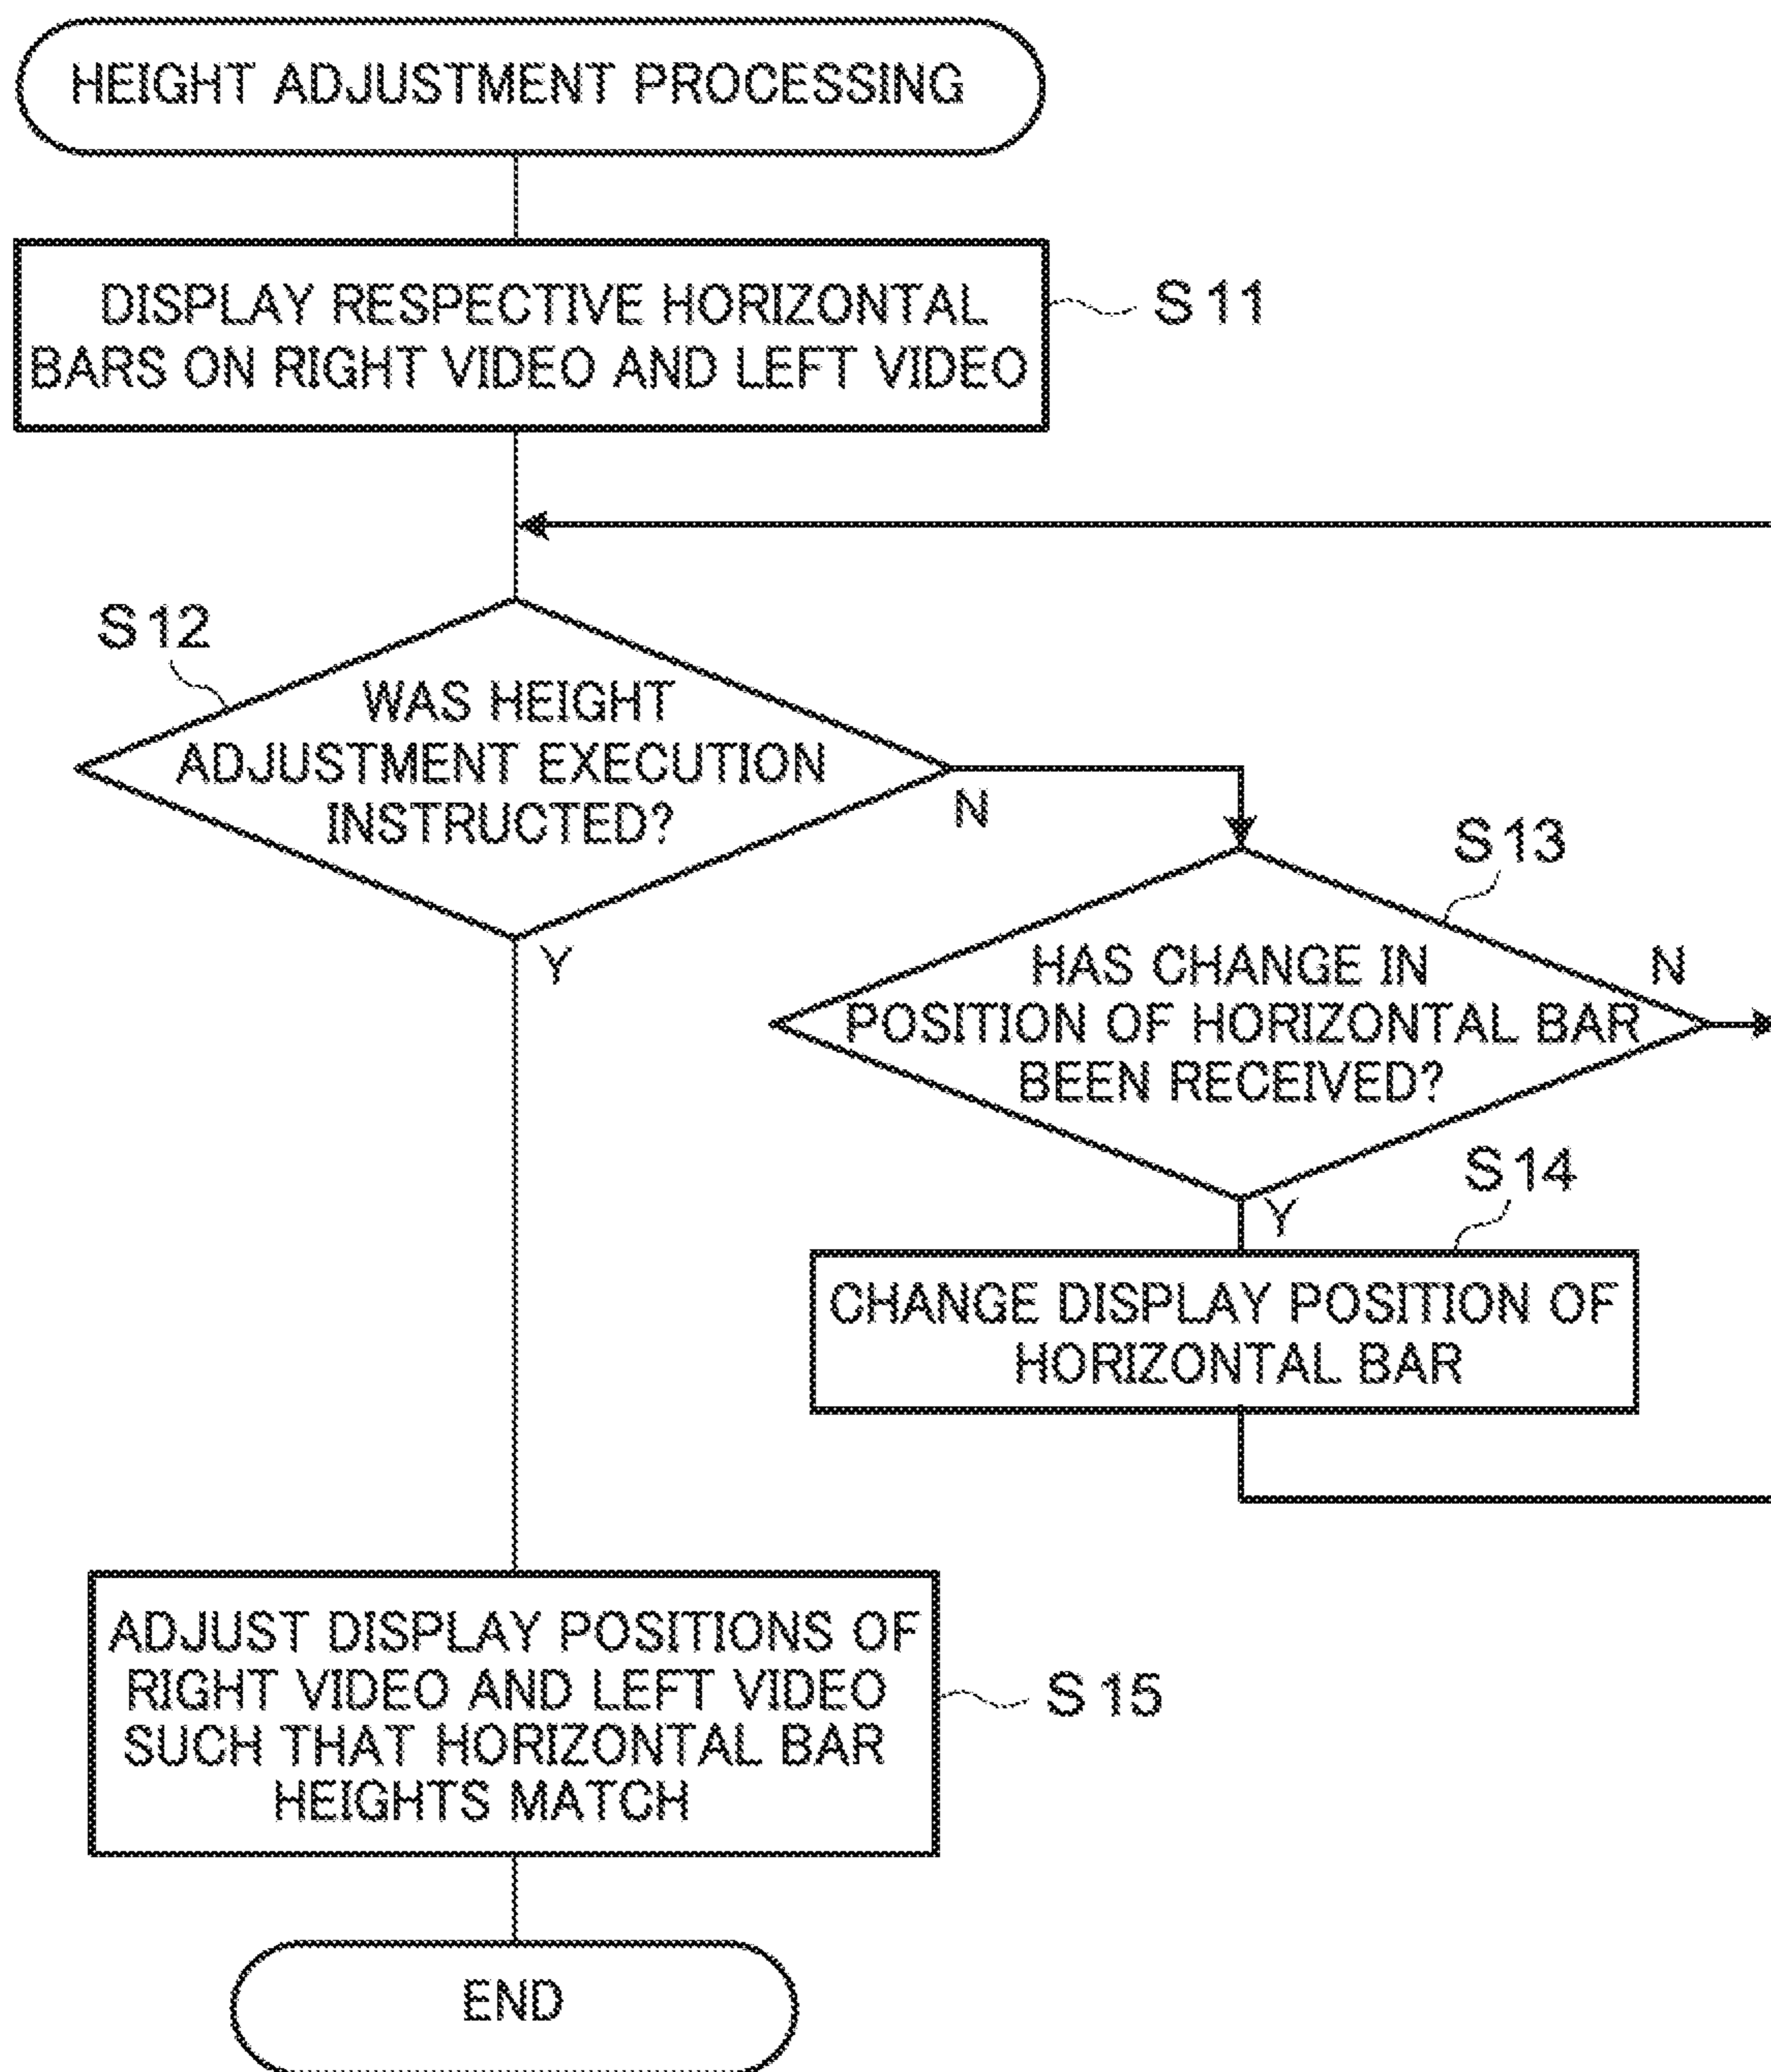 HEIGHT ADJUSTMENT PROCESSING
DISPLAY RESPECTIVE HORIZONTAL
BARS ON RIGHT VIDEO AND LEFT VIDEO
S11
S12
WAS HEIGHT
ADJUSTMENT EXECUTION
INSTRUCTED?
N
Y
S13
HAS CHANGE IN
POSITION OF HORIZONTAL BAR
BEEN RECEIVED?
N
Y
S14
CHANGE DISPLAY POSITION OF
HORIZONTAL BAR
ADJUST DISPLAY POSITIONS OF
RIGHT VIDEO AND LEFT VIDEO
SUCH THAT HORIZONTAL BAR
HEIGHTS MATCH
S15
END